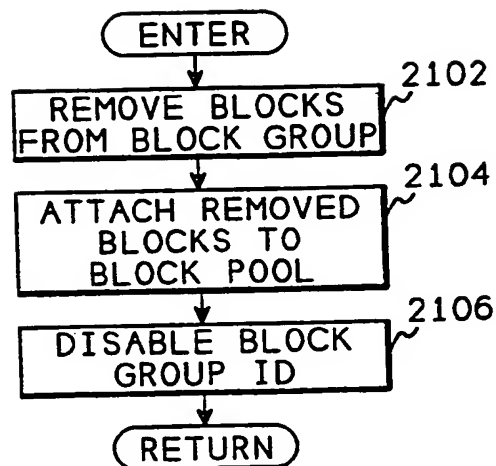 ENTER
2102
REMOVE BLOCKS
FROM BLOCK GROUP
2104
ATTACH REMOVED
BLOCKS TO
BLOCK POOL
2106
DISABLE BLOCK
GROUP ID
RETURN